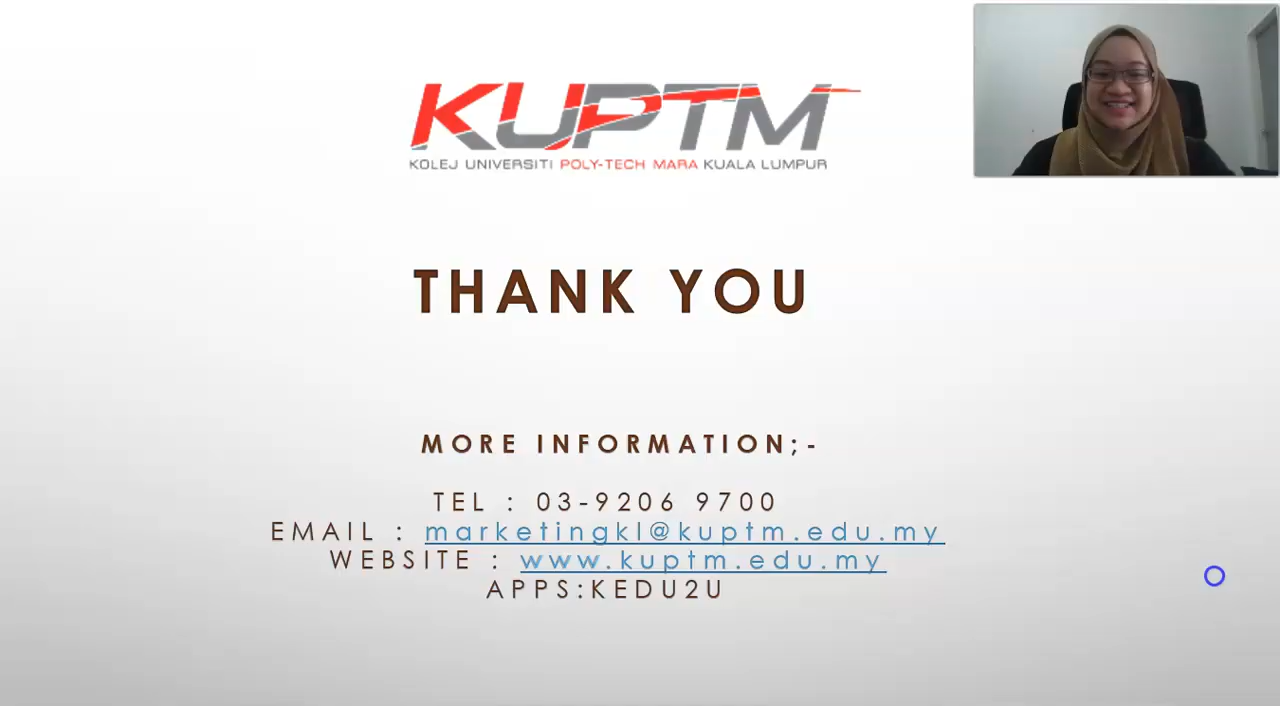 KUPTM
KOLEJ UNIVERSITI POLY-TECH MARA KUALA LUMPUR
THANK YOU
MORE INFORMATION;-
TEL : 03-9206 9700
EMAIL : marketingkl@kuptm.edu.my
WEBSITE : www.kuptm.edu.my
APPS:KEDU2U